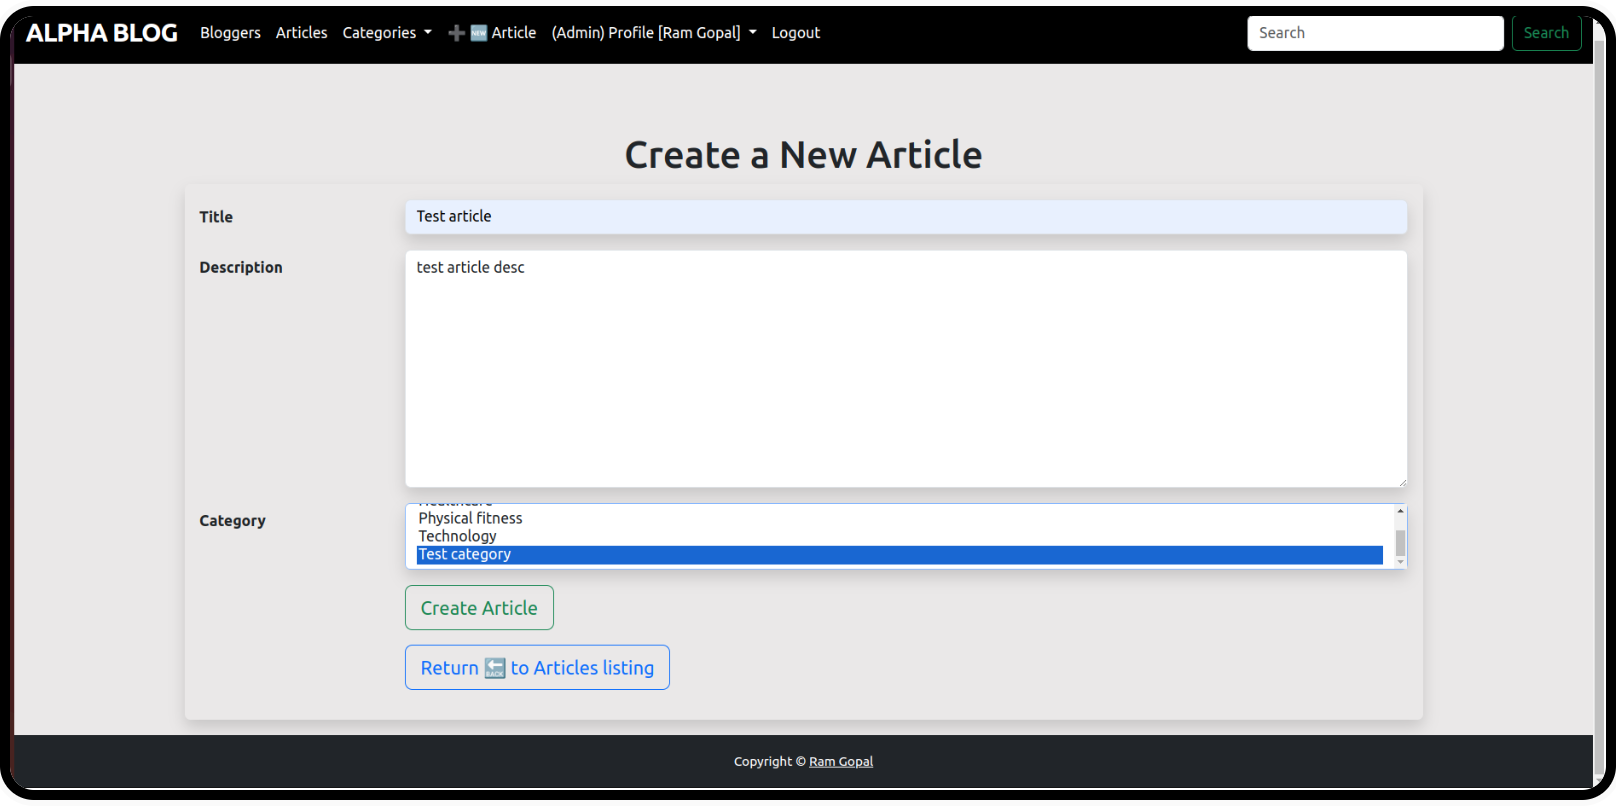 ALPHA BLOG Bloggers Articles Categories ➕ 🆕 Article (Admin) Profile [Ram Gopal] Logout Search Search
Create a New Article
Title Test article
Description test article desc
Healthcare
Category Physical fitness
Technology
Test category
Create Article
Return 🔙 to Articles listing
Copyright © Ram Gopal